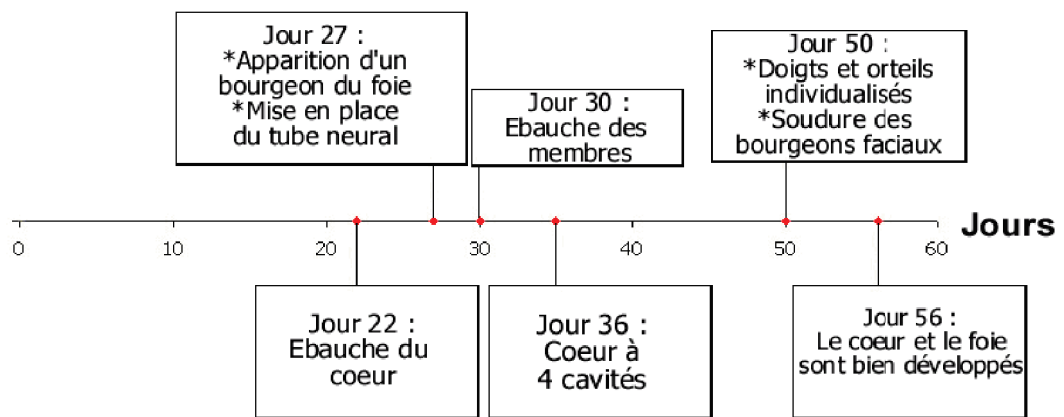 Jour 27 :
*Apparition d'un
bourgeon du foie
*Mise en place
du tube neural
Jour 30 :
Ebauche des
membres
Jour 50 :
*Doigts et orteils
individualisés
*Soudure des
bourgeons faciaux
0 10 20 30 40 50 60 Jours
Jour 22 :
Ebauche du
coeur
Jour 36 :
Coeur à
4 cavités
Jour 56 :
Le coeur et le foie
sont bien développés